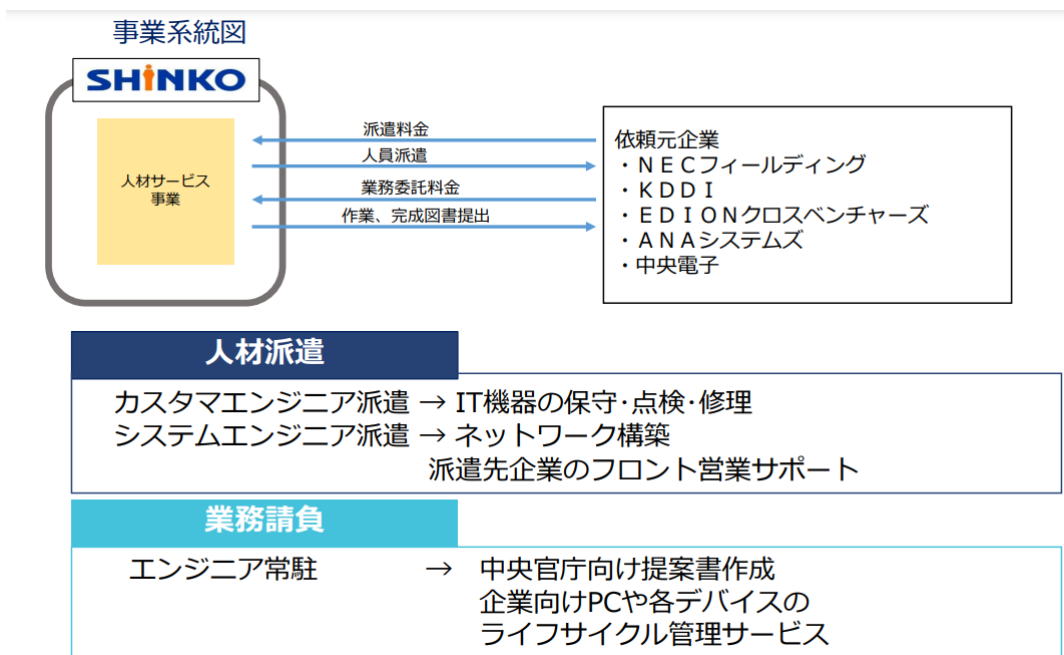 事業系統図
SHINKO
人材サービス
事業
派遣料金
人員派遣
業務委託料金
作業、完成図書提出
依頼元企業
・ＮＥＣフィールディング
・ＫＤＤＩ
・ＥＤＩＯＮクロスベンチャーズ
・ＡＮＡシステムズ
・中央電子
人材派遣
カスタマエンジニア派遣 → IT機器の保守･点検･修理
システムエンジニア派遣 → ネットワーク構築
派遣先企業のフロント営業サポート
業務請負
エンジニア常駐 → 中央官庁向け提案書作成
企業向けPCや各デバイスの
ライフサイクル管理サービス